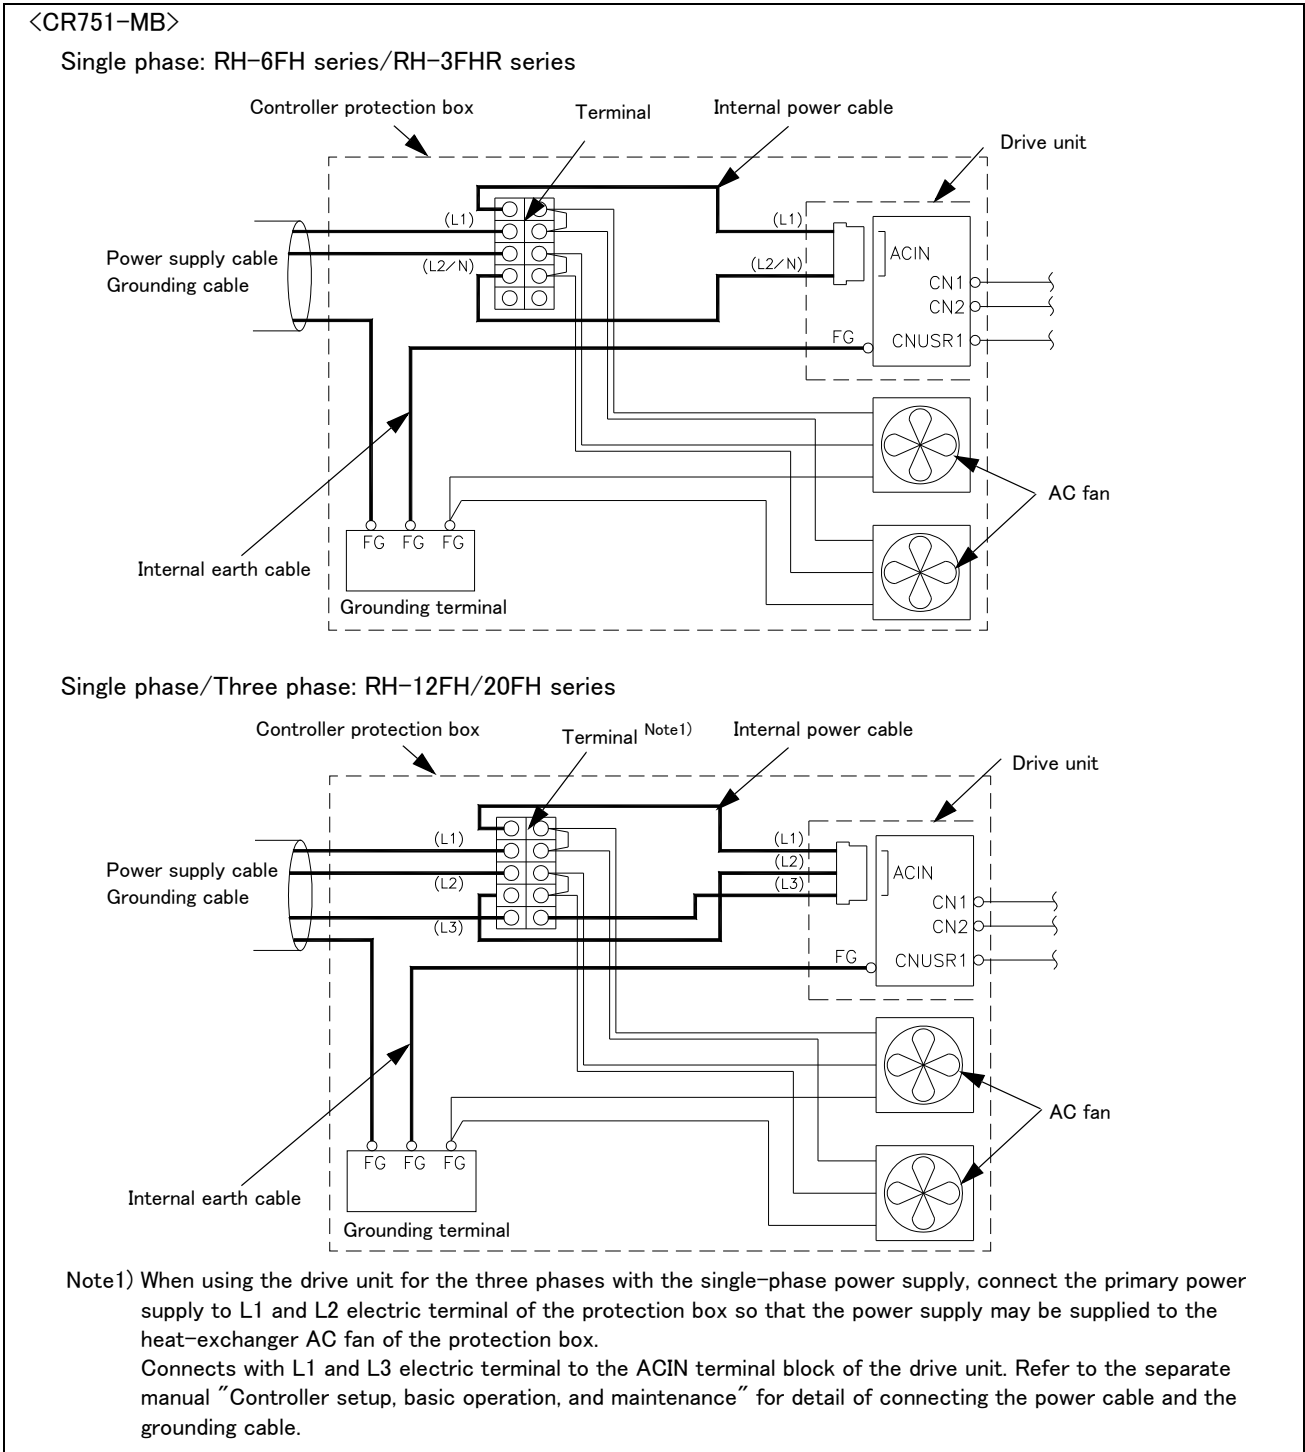 <CR751-MB>
Single phase: RH-6FH series/RH-3FHR series
Controller protection box
Terminal
Internal power cable
Drive unit
(L1)
(L1)
Power supply cable
Grounding cable
(L2/N)
(L2/N)
ACIN
CN1
CN2
FG
CNUSR1
AC fan
FG FG FG
Internal earth cable
Grounding terminal
Single phase/Three phase: RH-12FH/20FH series
Controller protection box
Terminal Note1)
Internal power cable
Drive unit
(L1)
(L1)
(L2)
(L3)
Power supply cable
Grounding cable
(L2)
(L3)
ACIN
CN1
CN2
FG
CNUSR1
AC fan
FG FG FG
Internal earth cable
Grounding terminal
Note1) When using the drive unit for the three phases with the single-phase power supply, connect the primary power
supply to L1 and L2 electric terminal of the protection box so that the power supply may be supplied to the
heat-exchanger AC fan of the protection box.
Connects with L1 and L3 electric terminal to the ACIN terminal block of the drive unit. Refer to the separate
manual "Controller setup, basic operation, and maintenance" for detail of connecting the power cable and the
grounding cable.